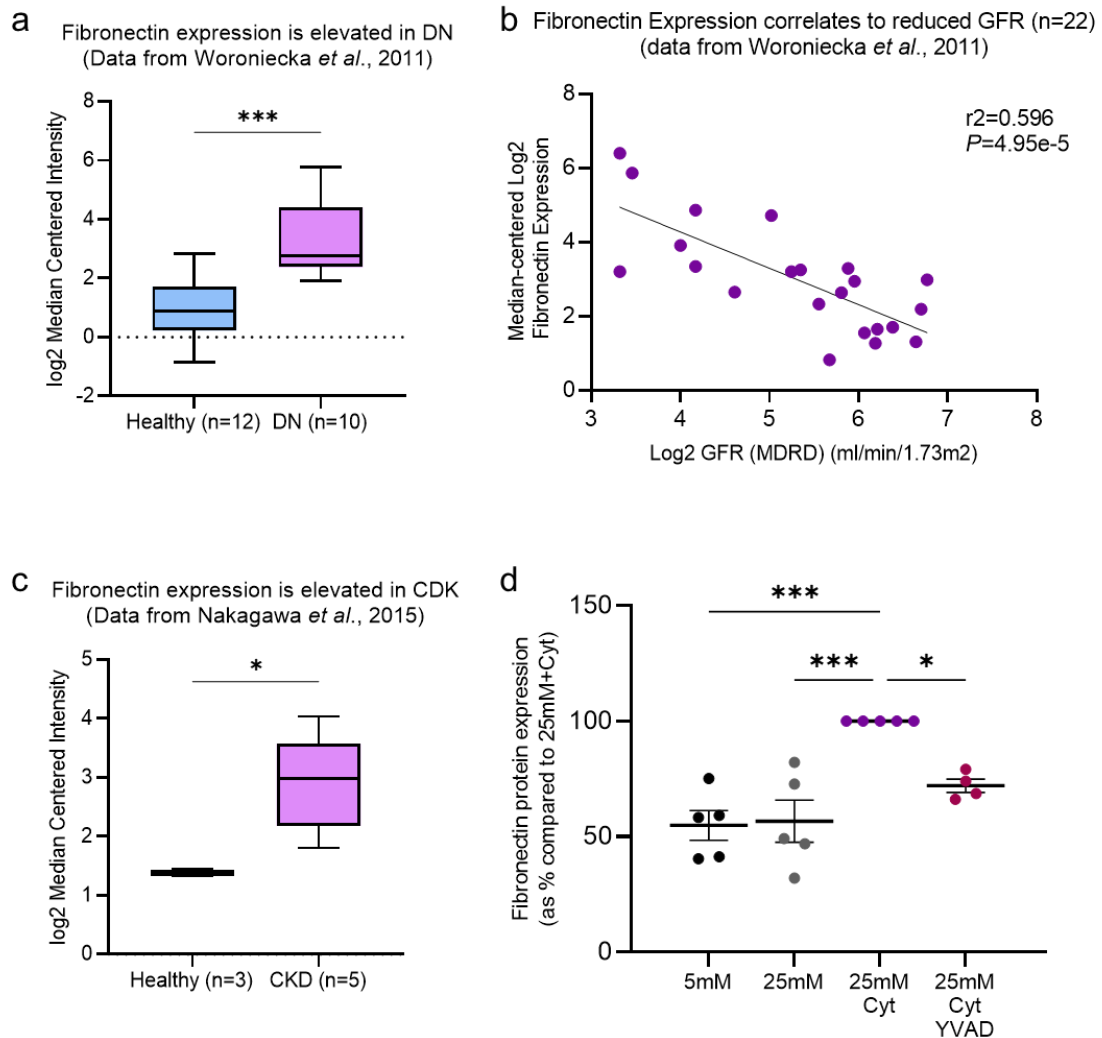 a
Fibronectin expression is elevated in DN
(Data from Woroniecka et al., 2011)
log2 Median Centered Intensity
8
6
4
2
0
-2
***
Healthy (n=12) DN (n=10)
b
Fibronectin Expression correlates to reduced GFR (n=22)
(data from Woroniecka et al., 2011)
Median-centered Log2
Fibronectin Expression
8
6
4
2
0
r2=0.596
P=4.95e-5
3 4 5 6 7 8
Log2 GFR (MDRD) (ml/min/1.73m2)
c
Fibronectin expression is elevated in CDK
(Data from Nakagawa et al., 2015)
log2 Median Centered Intensity
5
4
3
2
1
0
*
Healthy (n=3) CKD (n=5)
d
Fibronectin protein expression
(as % compared to 25mM+Cyt)
150
100
50
0
***
*** *
5mM 25mM 25mM 25mM
Cyt Cyt
YVAD